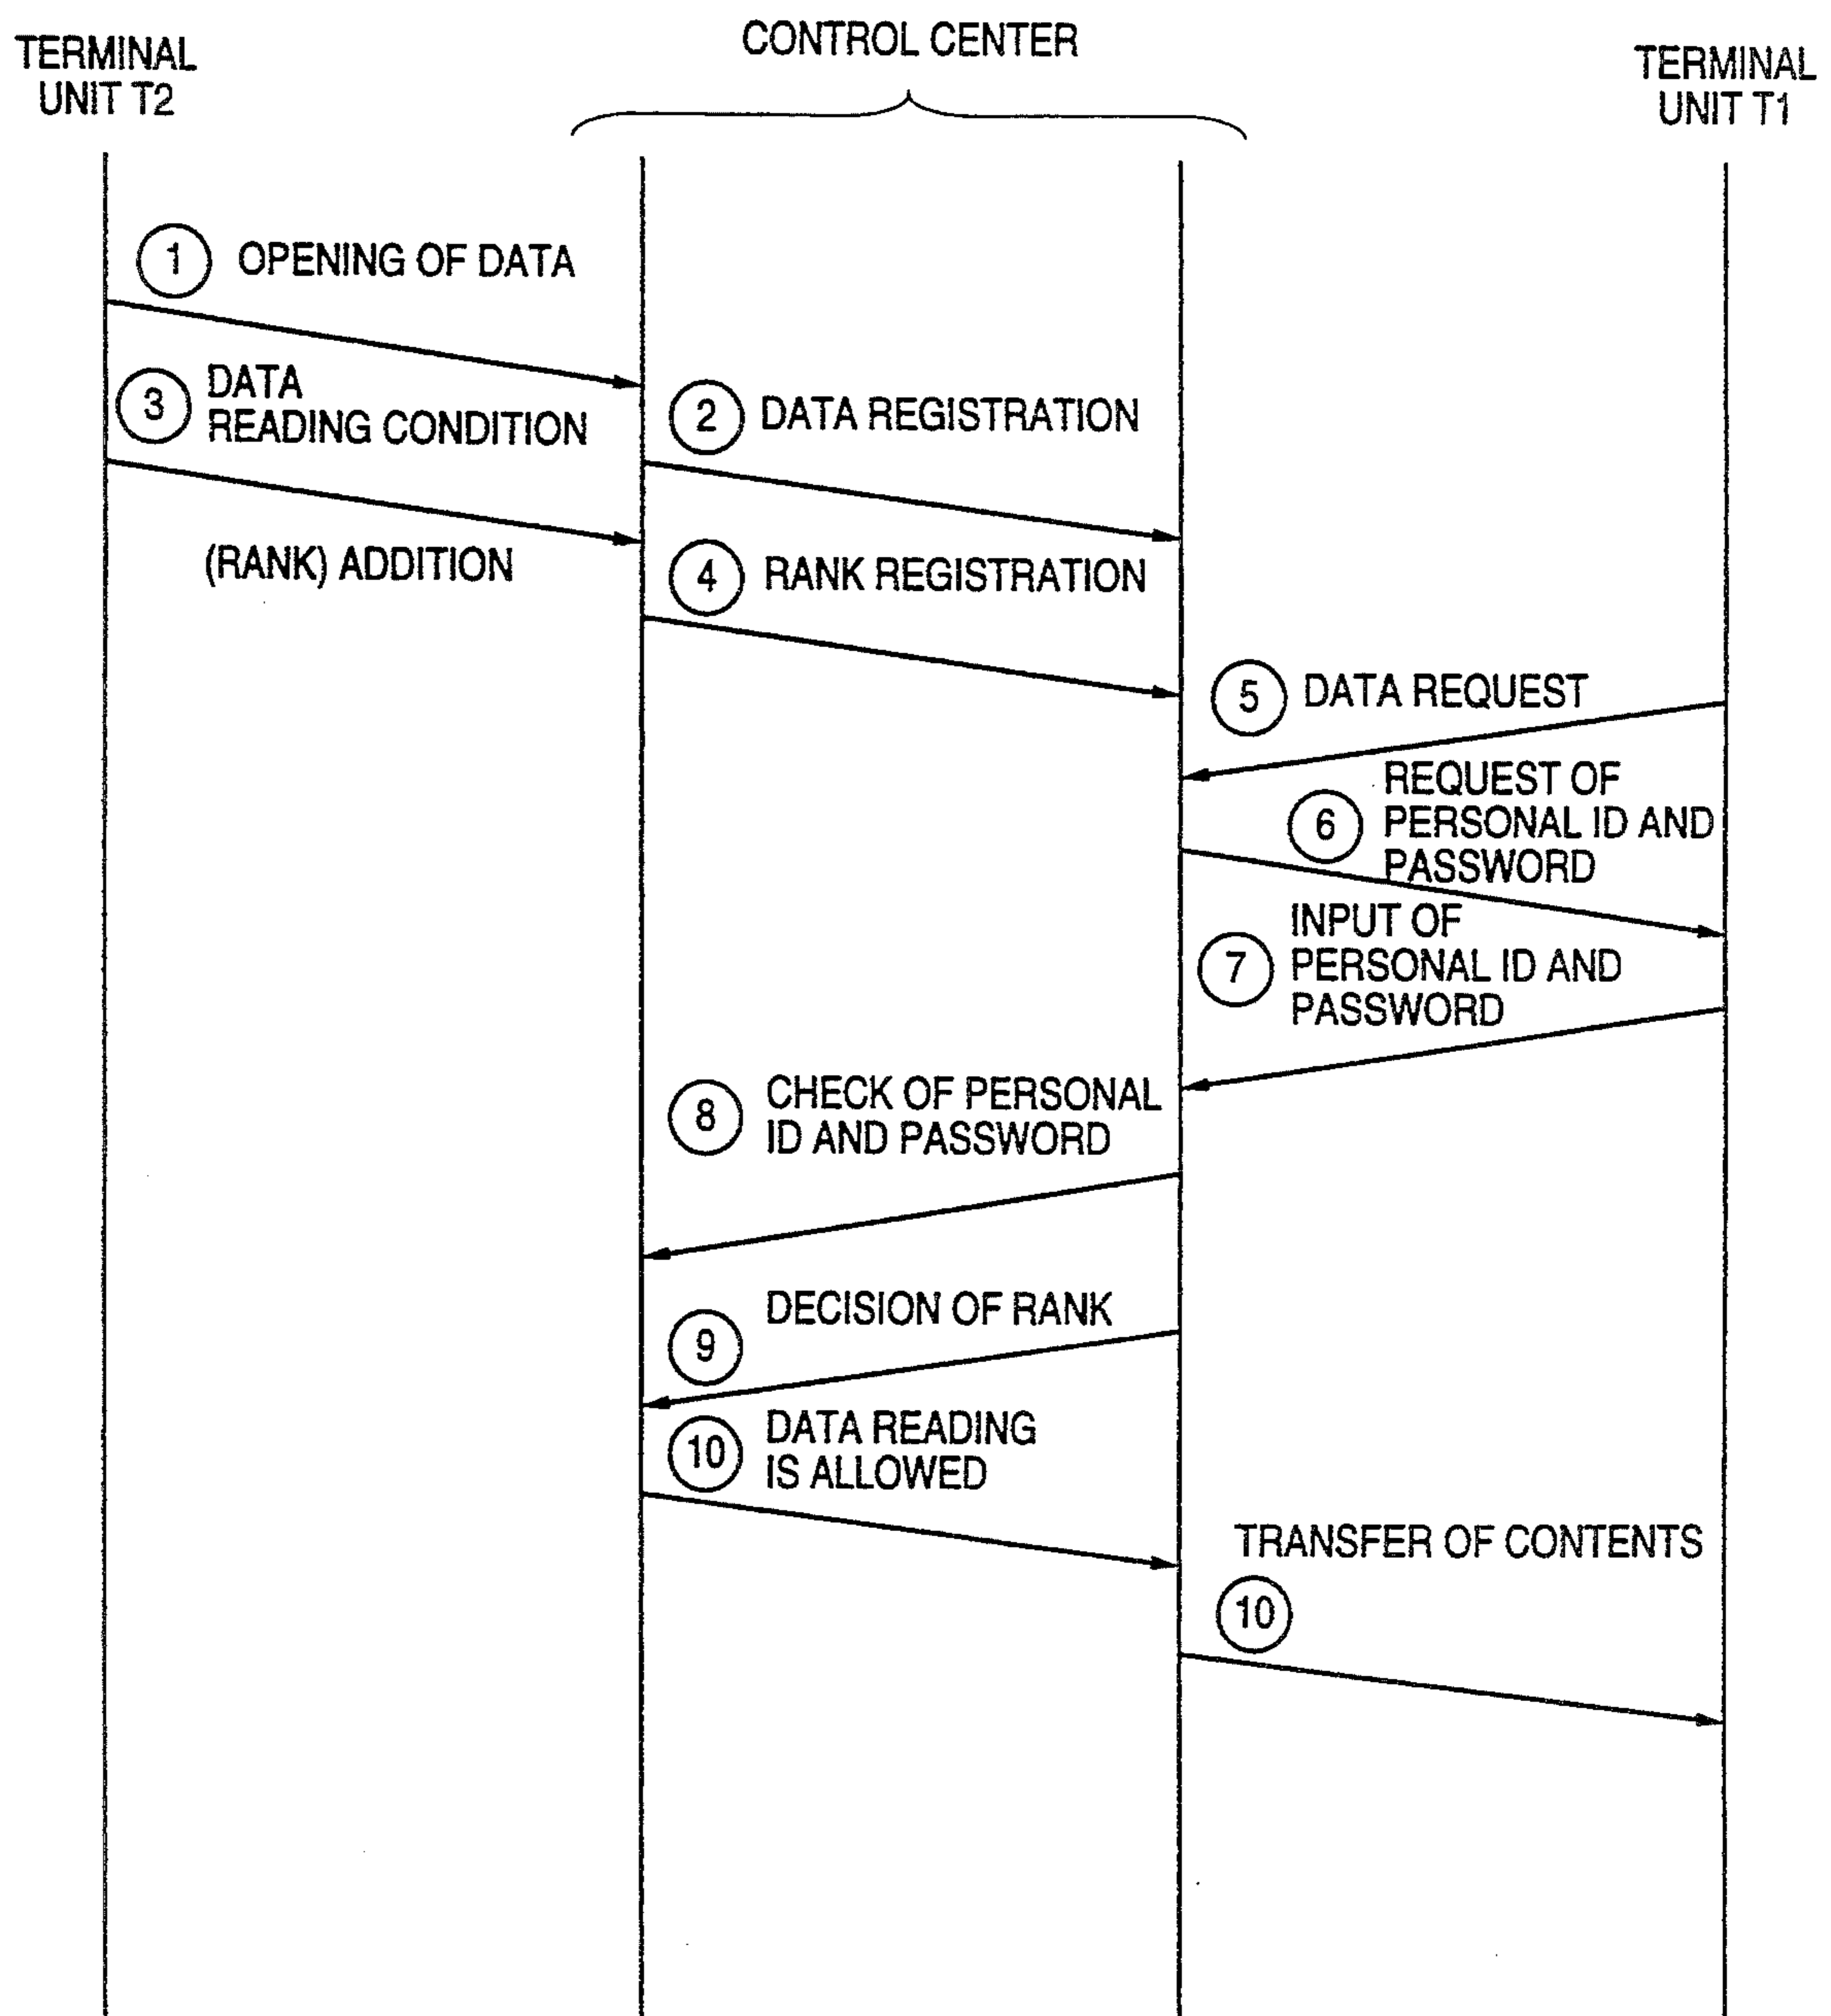 CONTROL CENTER
TERMINAL
UNIT T2
TERMINAL
UNIT T1
1 OPENING OF DATA
3 DATA
READING CONDITION
2 DATA REGISTRATION
(RANK) ADDITION
4 RANK REGISTRATION
5 DATA REQUEST
6 REQUEST OF
PERSONAL ID AND
PASSWORD
7 INPUT OF
PERSONAL ID AND
PASSWORD
8 CHECK OF PERSONAL
ID AND PASSWORD
9 DECISION OF RANK
10 DATA READING
IS ALLOWED
TRANSFER OF CONTENTS
10